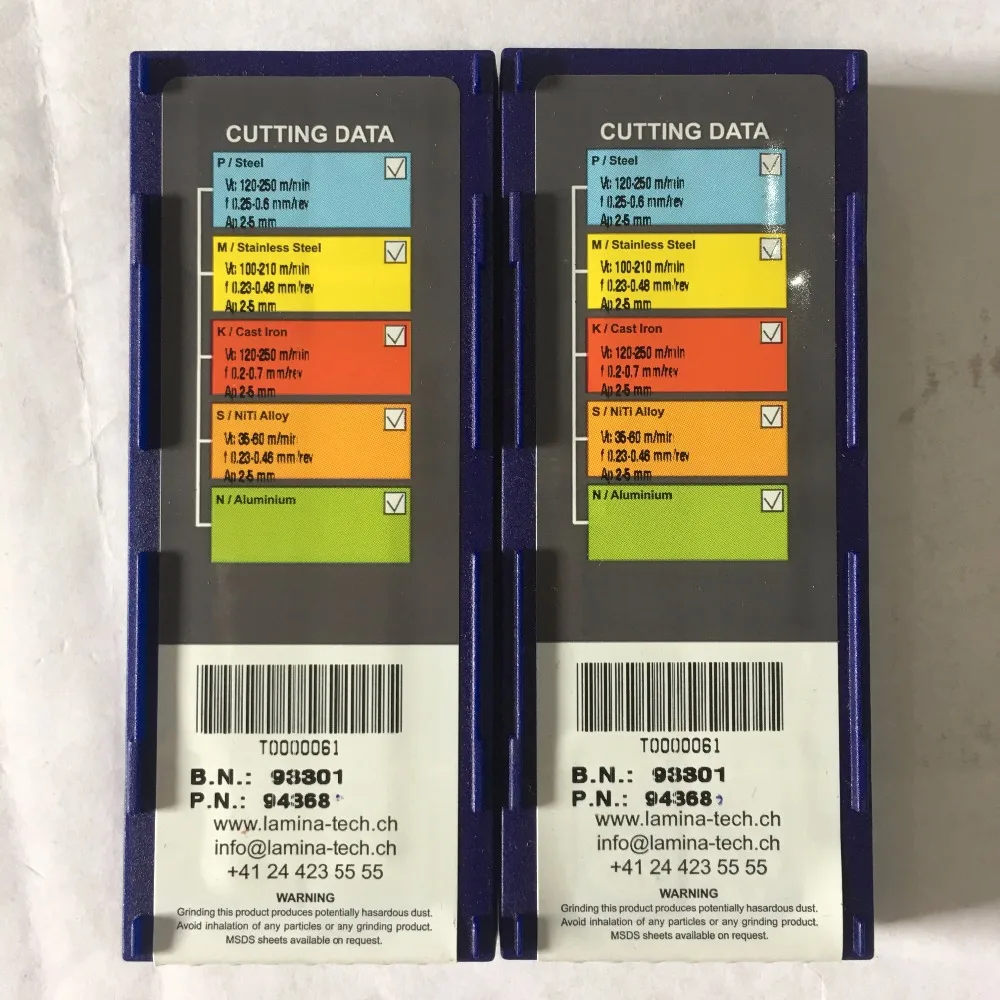 CUTTING DATA
P / Steel
Vc 120-250 m/min
f 0.25-0.6 mm/rev
Ap 2-5 mm
M / Stainless Steel
Vc 100-210 m/min
f 0.23-0.48 mm/rev
Ap 2-5 mm
K / Cast Iron
Vc 120-250 m/min
f 0.2-0.7 mm/rev
Ap 2-5 mm
S / NiTi Alloy
Vc 35-60 m/min
f 0.23-0.46 mm/rev
Ap 2-5 mm
N / Aluminium
T0000061
B.N.: 98801
P.N.: 94368
www.lamina-tech.ch
info@lamina-tech.ch
+41 24 423 55 55
WARNING
Grinding this product produces potentially hasardous dust.
Avoid inhalation of any particles or any grinding product.
MSDS sheets available on request.
CUTTING DATA
P / Steel
Vc 120-250 m/min
f 0.25-0.6 mm/rev
Ap 2-5 mm
M / Stainless Steel
Vc 100-210 m/min
f 0.23-0.48 mm/rev
Ap 2-5 mm
K / Cast Iron
Vc 120-250 m/min
f 0.2-0.7 mm/rev
Ap 2-5 mm
S / NiTi Alloy
Vc 35-60 m/min
f 0.23-0.46 mm/rev
Ap 2-5 mm
N / Aluminium
T0000061
B.N.: 98801
P.N.: 94368
www.lamina-tech.ch
info@lamina-tech.ch
+41 24 423 55 55
WARNING
Grinding this product produces potentially hasardous dust.
Avoid inhalation of any particles or any grinding product.
MSDS sheets available on request.